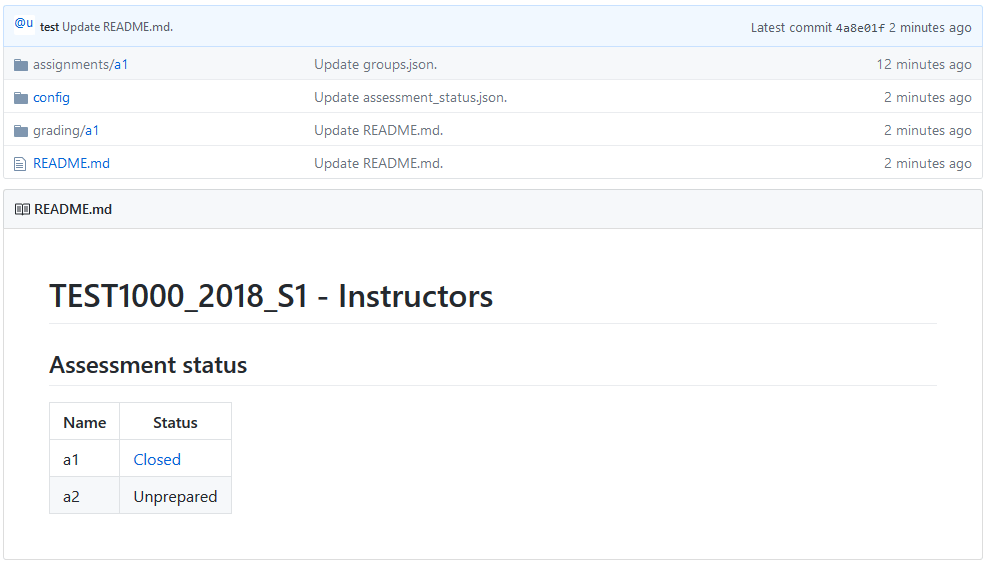 @u test Update README.md. Latest commit 4a8e01f 2 minutes ago
assignments/a1 Update groups.json. 12 minutes ago
config Update assessment_status.json. 2 minutes ago
grading/a1 Update README.md. 2 minutes ago
README.md Update README.md. 2 minutes ago
README.md
TEST1000_2018_S1 - Instructors
Assessment status
Name Status
a1 Closed
a2 Unprepared